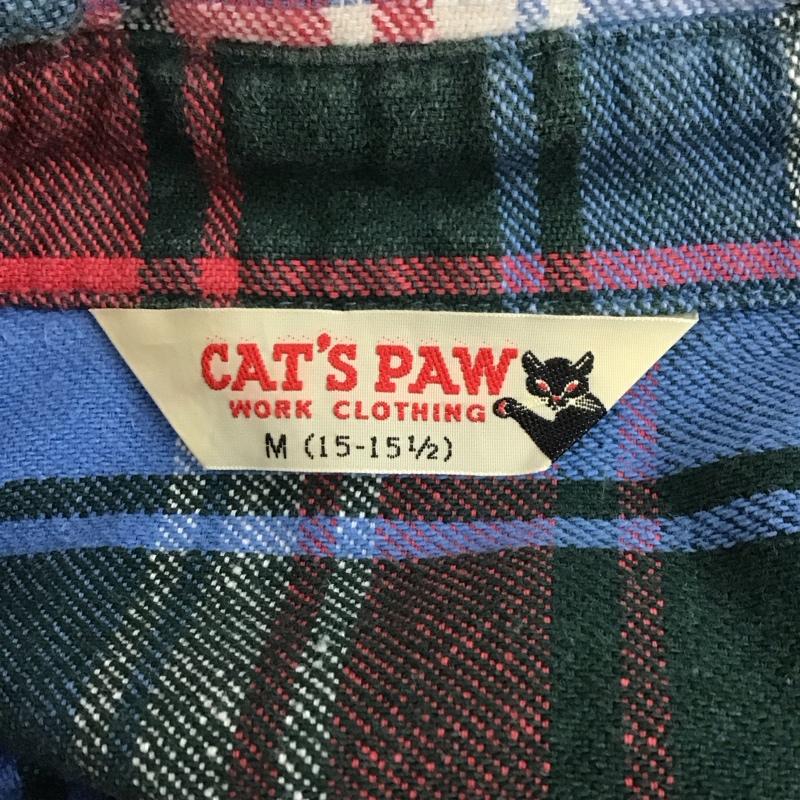 CAT'S PAW
WORK CLOTHING
M (15-15½)